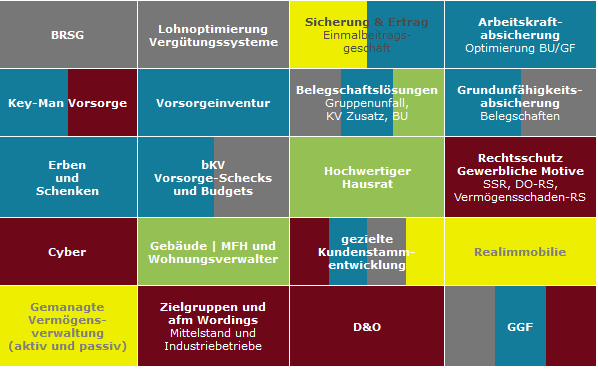 BRSG
Lohnoptimierung
Vergütungssysteme
Sicherung & Ertrag
Einmalbeitrags-
geschäft
Arbeitskraft-
absicherung
Optimierung BU/GF
Key-Man Vorsorge
Vorsorgeinventur
Belegschaftslösungen
Gruppenunfall,
KV Zusatz, BU
Grundunfähigkeits-
absicherung
Belegschaften
Erben
und
Schenken
bKV
Vorsorge-Schecks
und Budgets
Hochwertiger
Hausrat
Rechtsschutz
Gewerbliche Motive
SSR, DO-RS,
Vermögensschaden-RS
Cyber
Gebäude | MFH und
Wohnungsverwalter
gezielte
Kundenstamm-
entwicklung
Realimmobilie
Gemanagte
Vermögens-
verwaltung
(aktiv und passiv)
Zielgruppen und
afm Wordings
Mittelstand und
Industriebetriebe
D&O
GGF